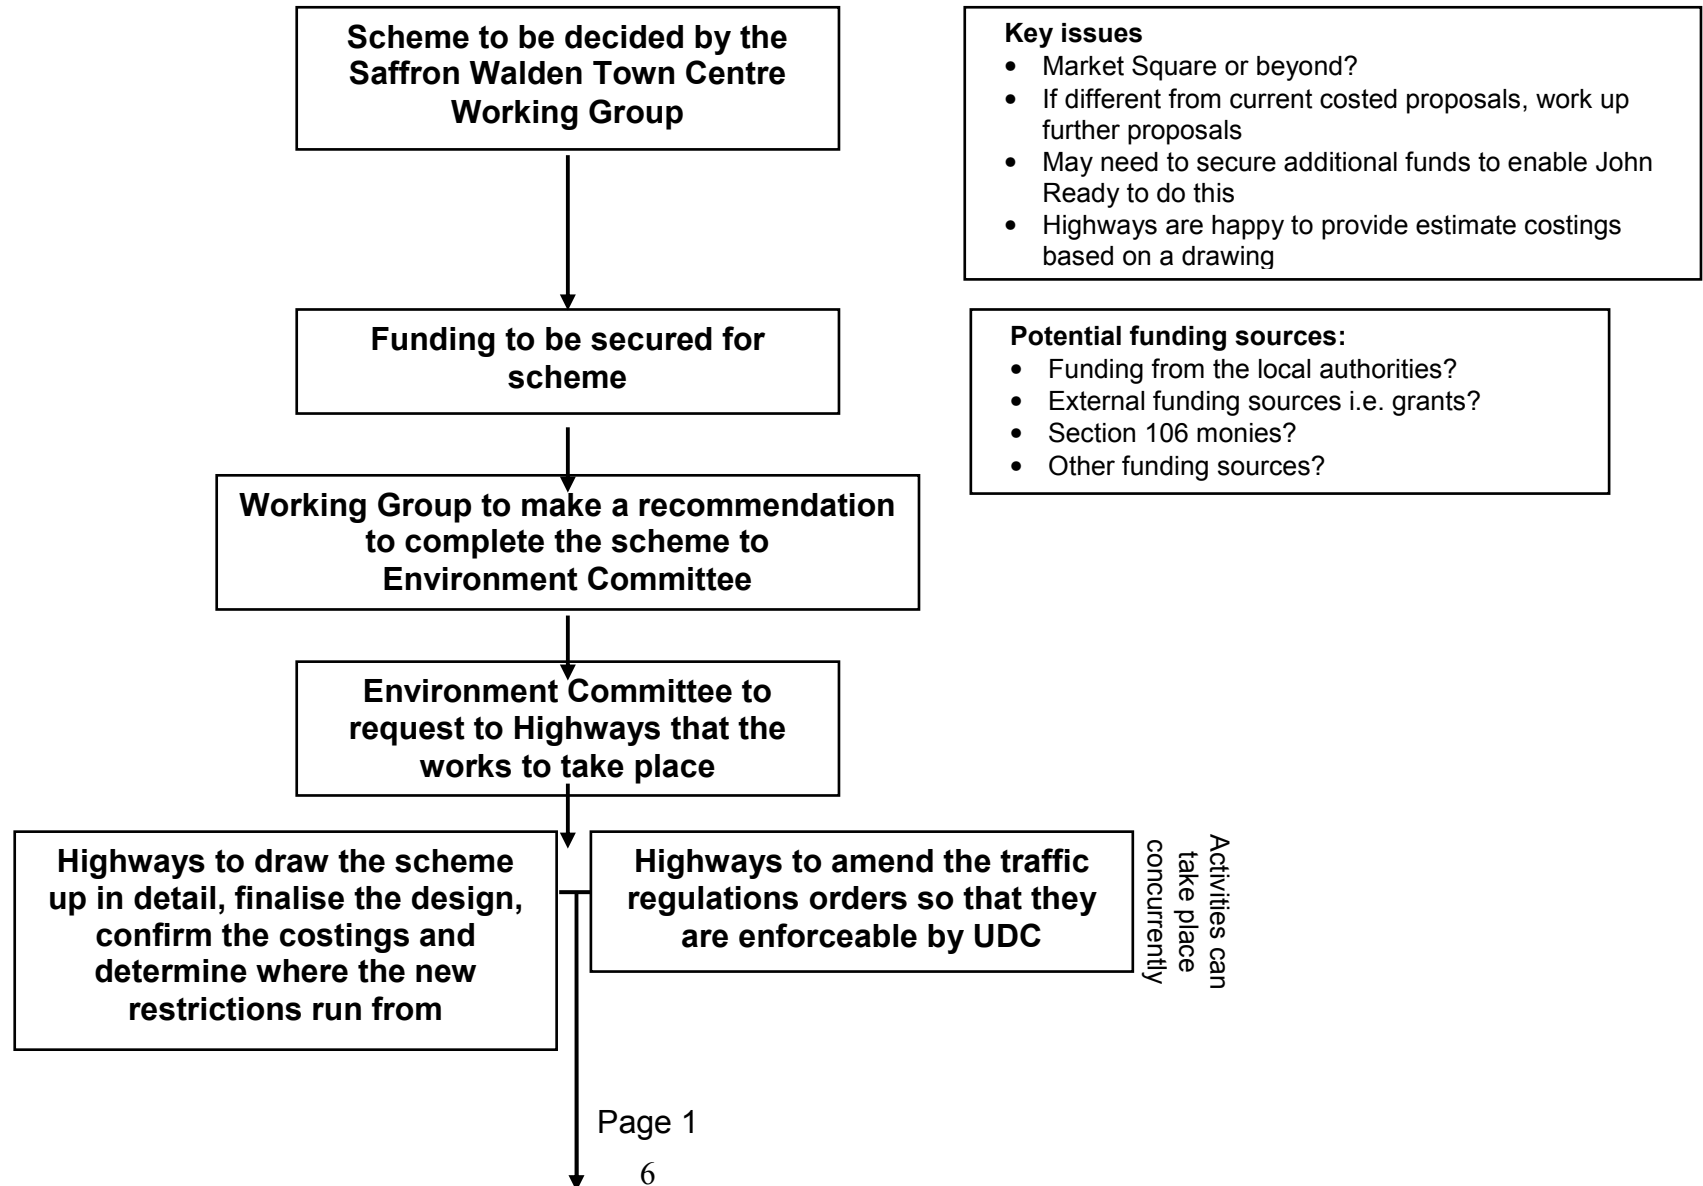 Scheme to be decided by the
Saffron Walden Town Centre
Working Group
Key issues
• Market Square or beyond?
• If different from current costed proposals, work up
further proposals
• May need to secure additional funds to enable John
Ready to do this
• Highways are happy to provide estimate costings
based on a drawing
Funding to be secured for
scheme
Potential funding sources:
• Funding from the local authorities?
• External funding sources i.e. grants?
• Section 106 monies?
• Other funding sources?
Working Group to make a recommendation
to complete the scheme to
Environment Committee
Environment Committee to
request to Highways that the
works to take place
Highways to draw the scheme
up in detail, finalise the design,
confirm the costings and
determine where the new
restrictions run from
Highways to amend the traffic
regulations orders so that they
are enforceable by UDC
Activities can
take place
concurrently
Page 1
6